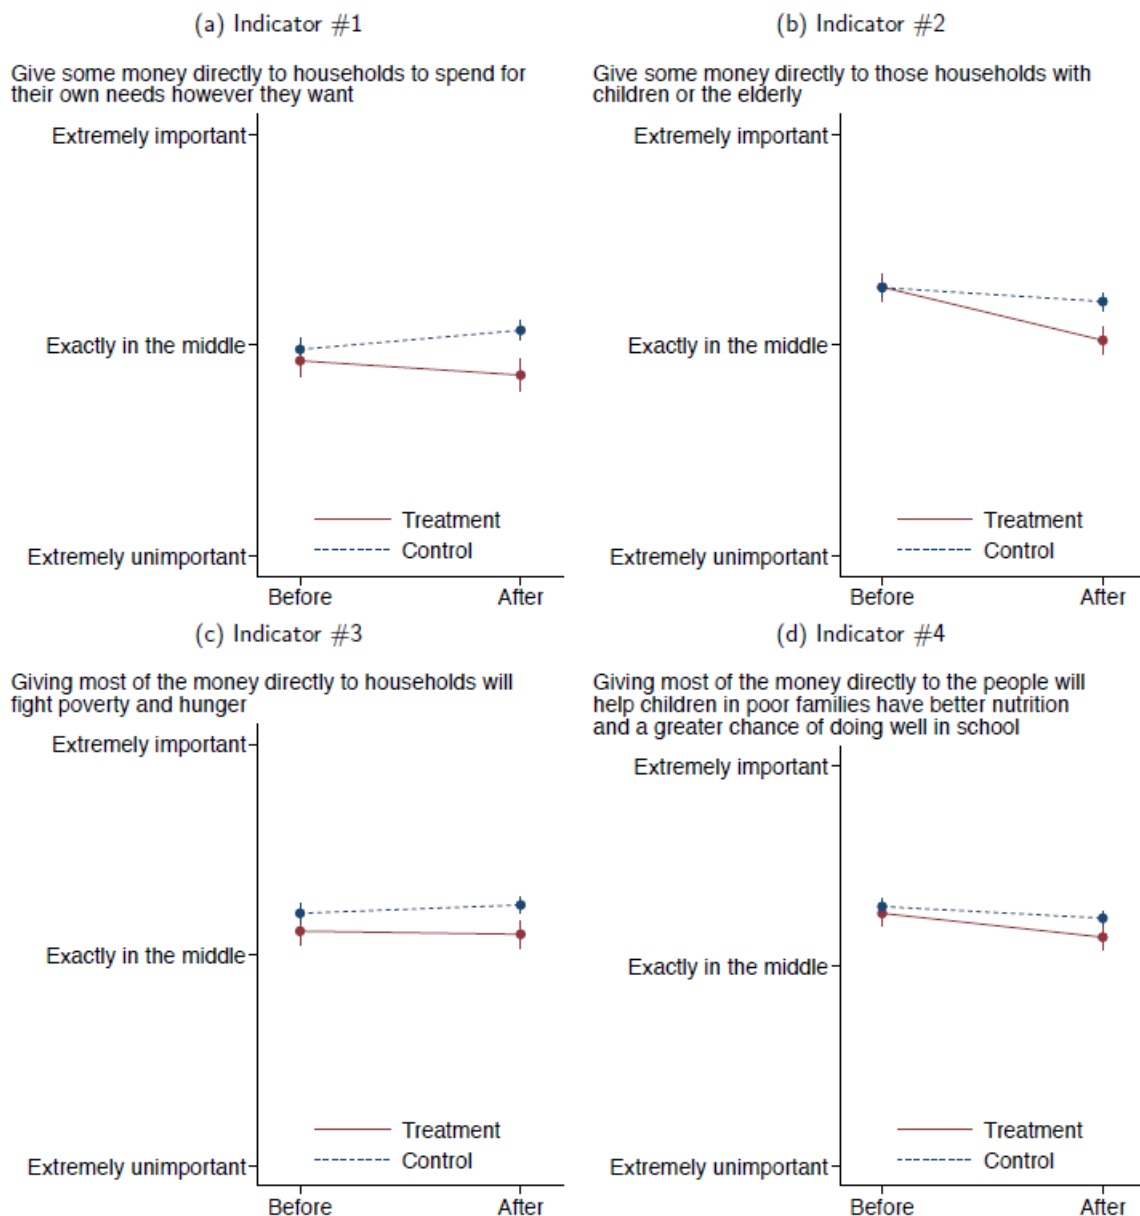 (a) Indicator #1
Give some money directly to households to spend for
their own needs however they want
Extremely important
Exactly in the middle
Extremely unimportant
Treatment
Control
Before
After
(b) Indicator #2
Give some money directly to those households with
children or the elderly
Extremely important
Exactly in the middle
Extremely unimportant
Treatment
Control
Before
After
(c) Indicator #3
Giving most of the money directly to households will
fight poverty and hunger
Extremely important
Exactly in the middle
Extremely unimportant
Treatment
Control
Before
After
(d) Indicator #4
Giving most of the money directly to the people will
help children in poor families have better nutrition
and a greater chance of doing well in school
Extremely important
Exactly in the middle
Extremely unimportant
Treatment
Control
Before
After